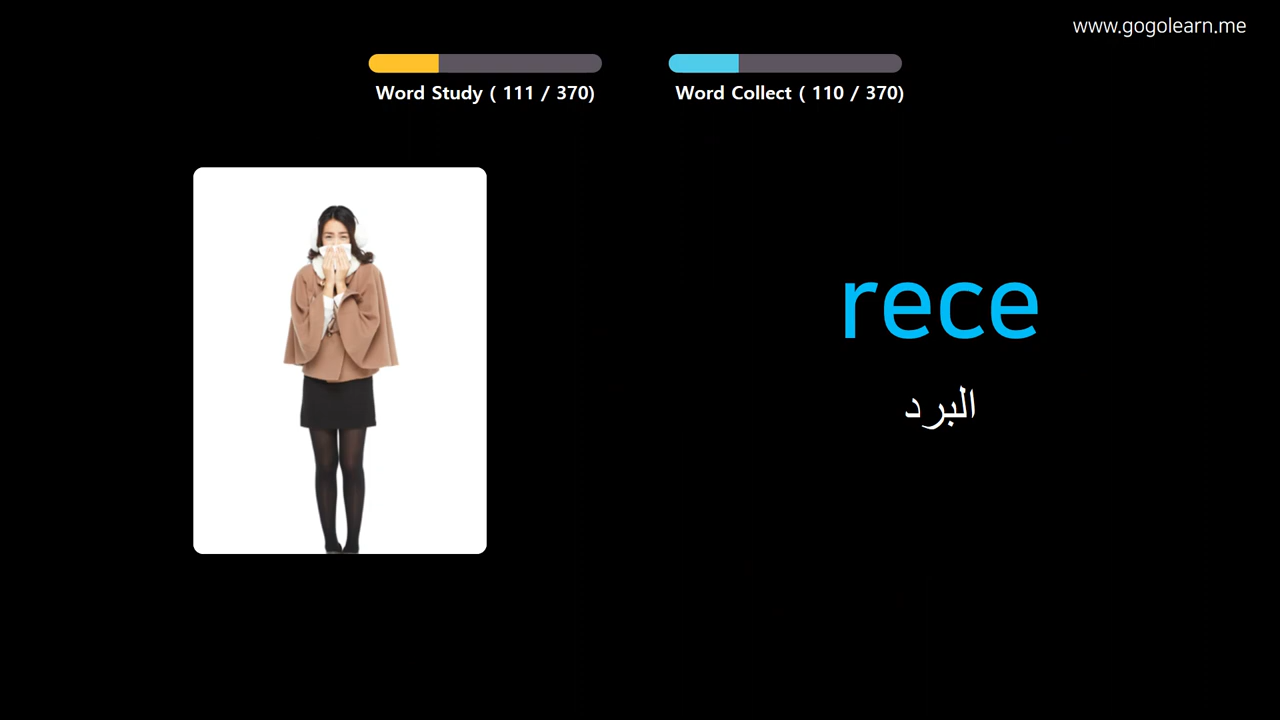 www.gogolearn.me
Word Study ( 111 / 370)
Word Collect ( 110 / 370)
rece
البرد